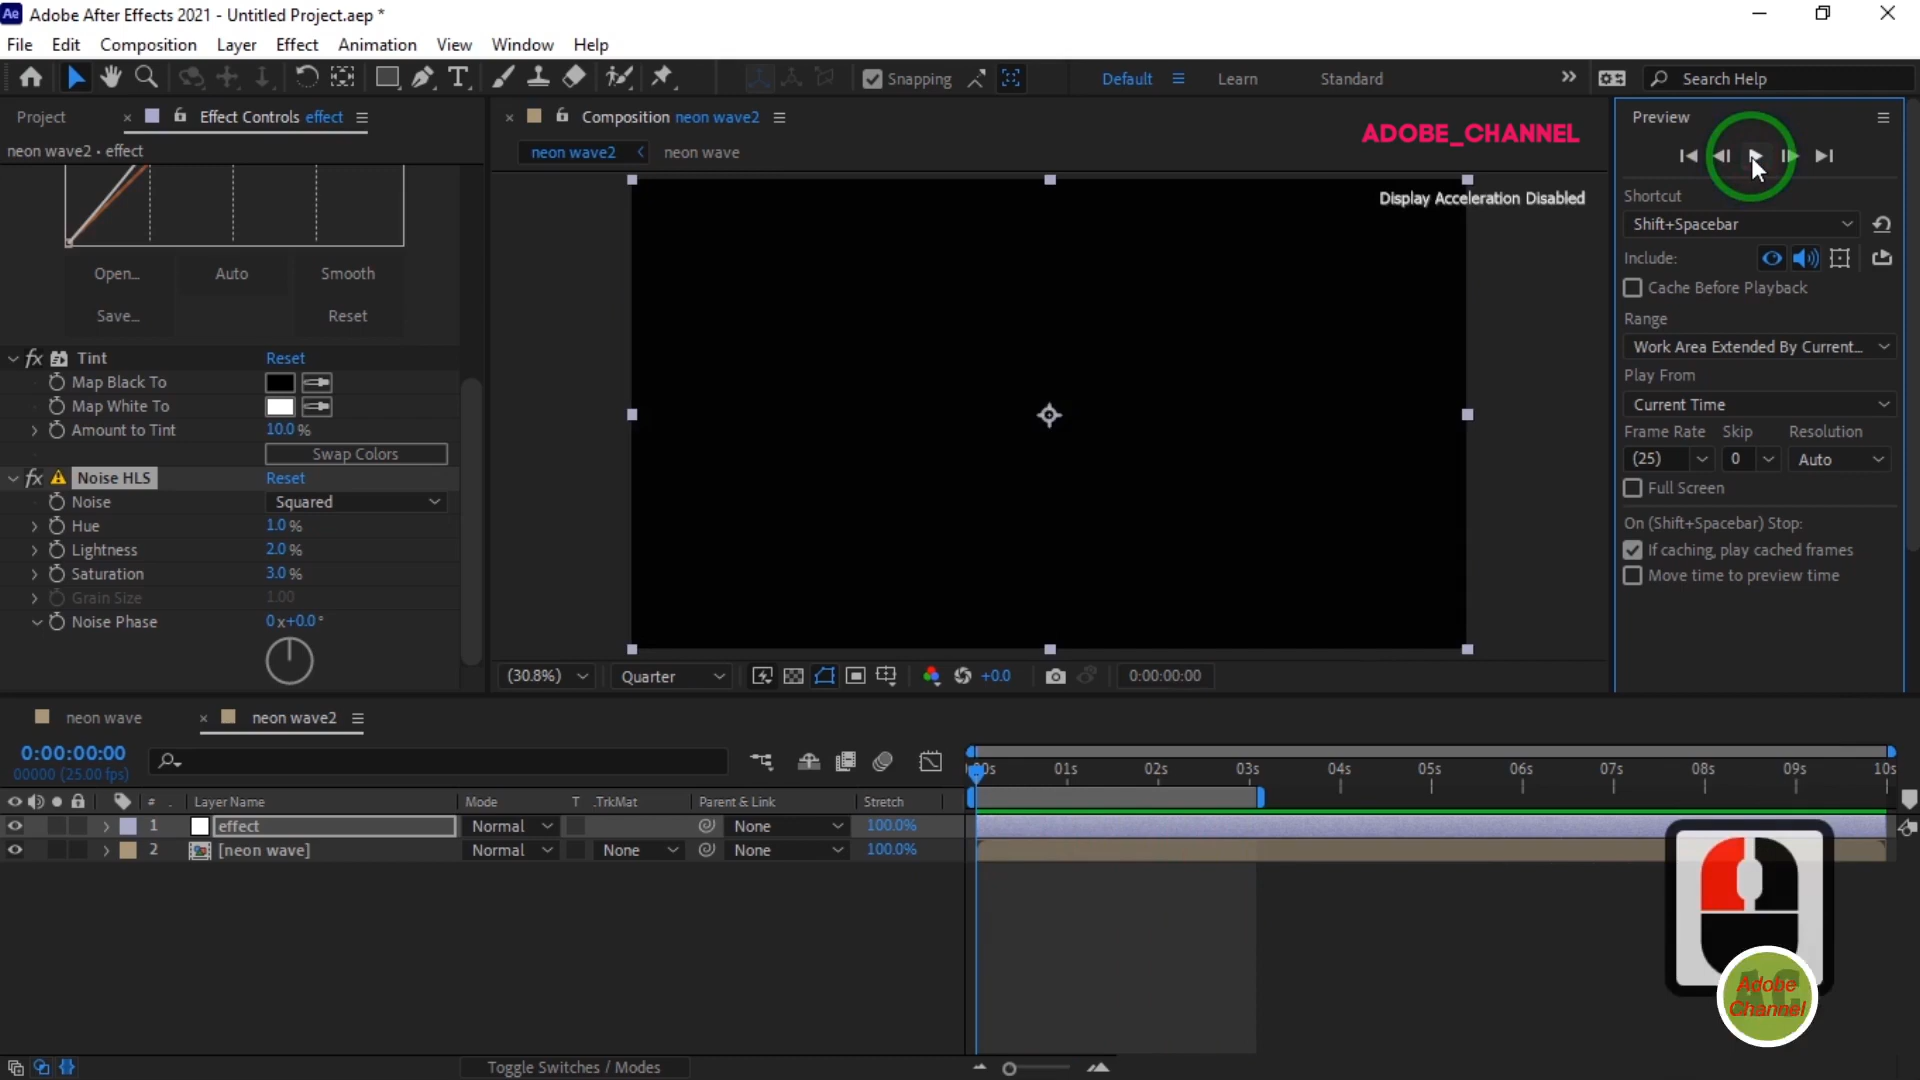 Ae Adobe After Effects 2021 - Untitled Project.aep *
File Edit Composition Layer Effect Animation View Window Help
Snapping Default Learn Standard Search Help
Project Effect Controls effect
neon wave2 • effect
Open... Auto Smooth
Save... Reset
fx Tint Reset
Map Black To
Map White To
Amount to Tint 10.0 %
Swap Colors
fx Noise HLS Reset
Noise Squared
Hue 1.0 %
Lightness 2.0 %
Saturation 3.0 %
Grain Size 1.00
Noise Phase 0 x+0.0 °
Composition neon wave2
neon wave2 neon wave
ADOBE_CHANNEL
Display Acceleration Disabled
(30.8%) Quarter +0.0 0:00:00:00
Preview
Shortcut
Shift+Spacebar
Include:
Cache Before Playback
Range
Work Area Extended By Current...
Play From
Current Time
Frame Rate Skip Resolution
(25) 0 Auto
Full Screen
On (Shift+Spacebar) Stop:
If caching, play cached frames
Move time to preview time
neon wave neon wave2
0:00:00:00
00000 (25.00 fps)
01s 02s 03s 04s 05s 06s 07s 08s 09s 10s
# Layer Name Mode T .TrkMat Parent & Link Stretch
1 effect Normal None 100.0%
2 [neon wave] Normal None None 100.0%
Toggle Switches / Modes
AC
Adobe
Channel